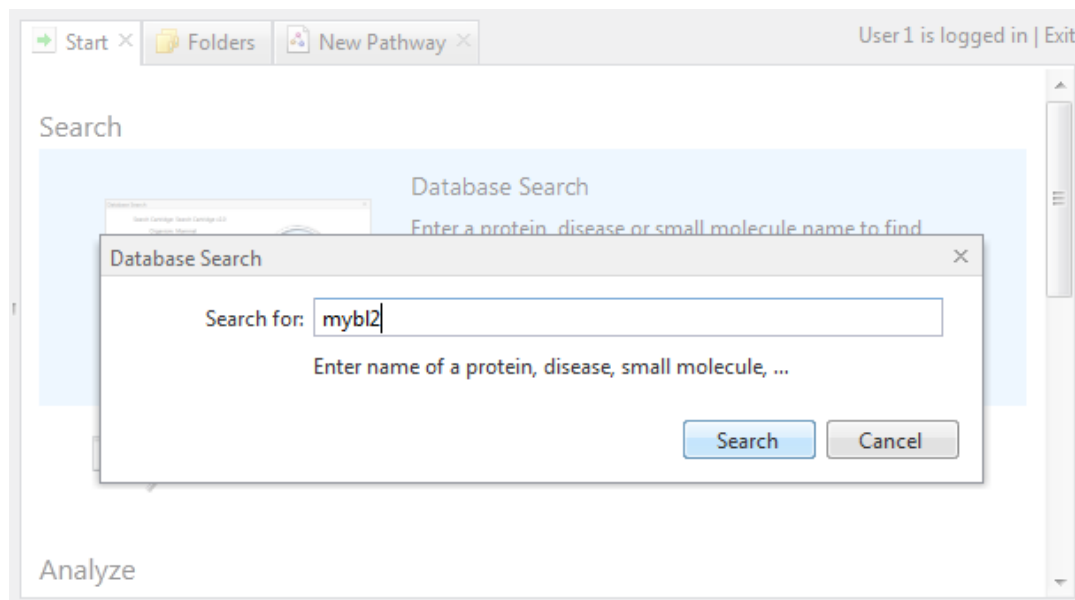 Start
Folders
New Pathway
User 1 is logged in | Exit
Search
Database Search
Enter a protein, disease or small molecule name to find
Database Search
Search for: mybl2
Enter name of a protein, disease, small molecule, ...
Search
Cancel
Analyze